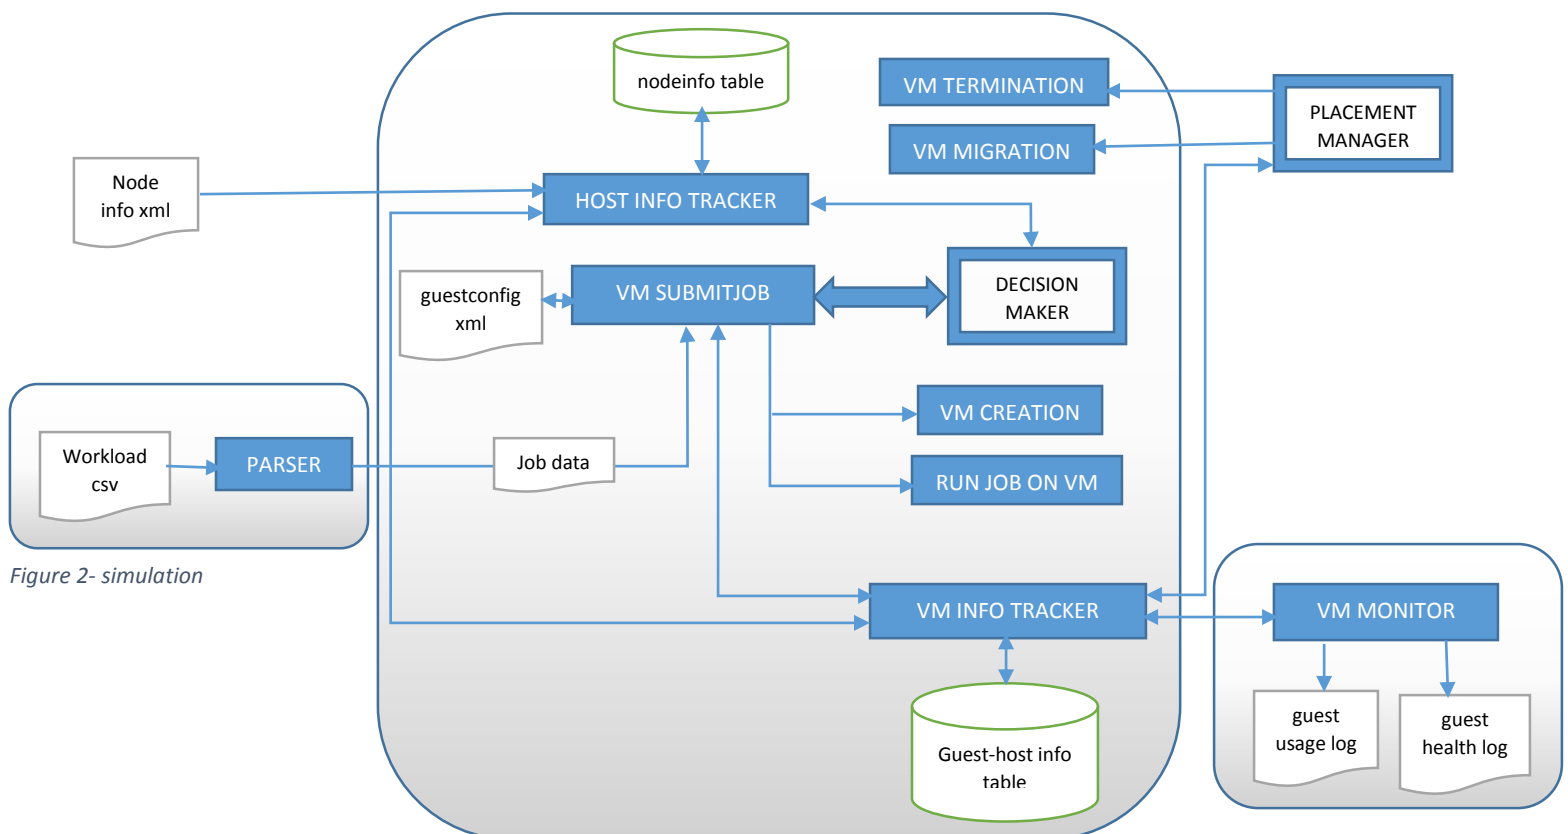 nodeinfo table
VM TERMINATION
PLACEMENT
MANAGER
VM MIGRATION
Node
info xml
HOST INFO TRACKER
guestconfig
xml
VM SUBMITJOB
DECISION
MAKER
VM CREATION
Workload
csv
PARSER
Job data
RUN JOB ON VM
Figure 2- simulation
VM INFO TRACKER
VM MONITOR
guest
usage log
guest
health log
Guest-host info
table